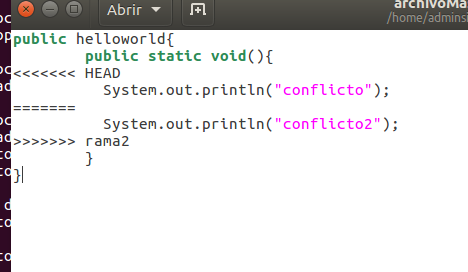 Abrir
archivoMa
/home/admins
public helloworld{
public static void(){
<<<<<<< HEAD
System.out.println("conflicto");
=======
System.out.println("conflicto2");
>>>>>>> rama2
}
}